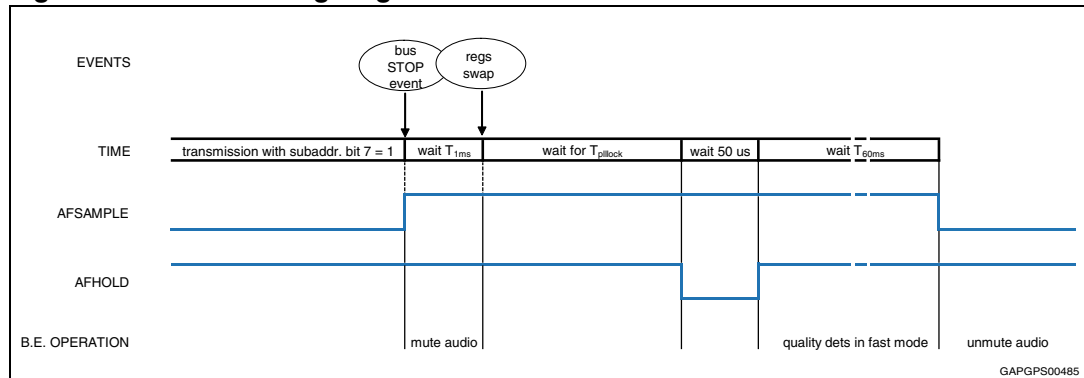 EVENTS
bus
STOP
event
regs
swap
TIME
transmission with subaddr. bit 7 = 1
wait T1ms
wait for Tplllock
wait 50 us
wait T60ms
AFSAMPLE
AFHOLD
B.E. OPERATION
mute audio
quality dets in fast mode
unmute audio
GAPGPS00485